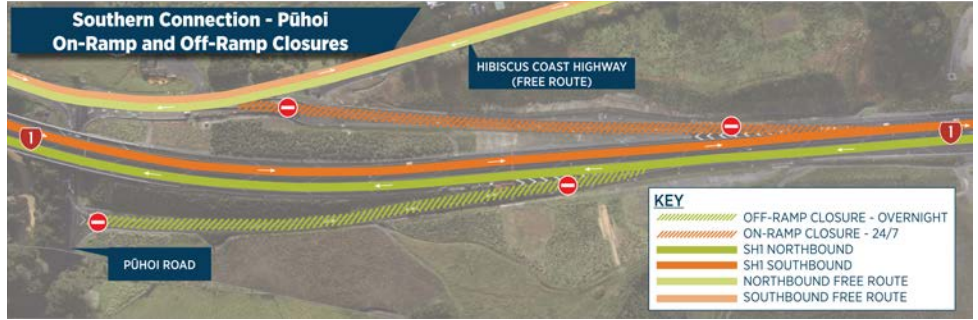 Southern Connection - Pūhoi
On-Ramp and Off-Ramp Closures
HIBISCUS COAST HIGHWAY
(FREE ROUTE)
1
1
PŪHOI ROAD
KEY
OFF-RAMP CLOSURE - OVERNIGHT
ON-RAMP CLOSURE - 24/7
SH1 NORTHBOUND
SH1 SOUTHBOUND
NORTHBOUND FREE ROUTE
SOUTHBOUND FREE ROUTE